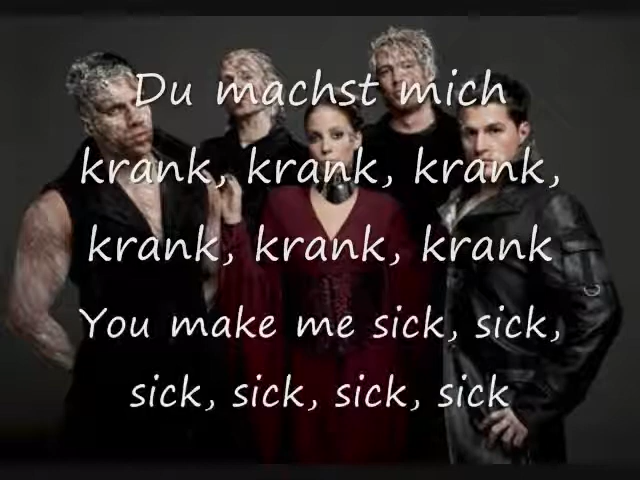 Du machst mich
krank, krank, krank,
krank, krank, krank
You make me sick, sick,
sick, sick, sick, sick